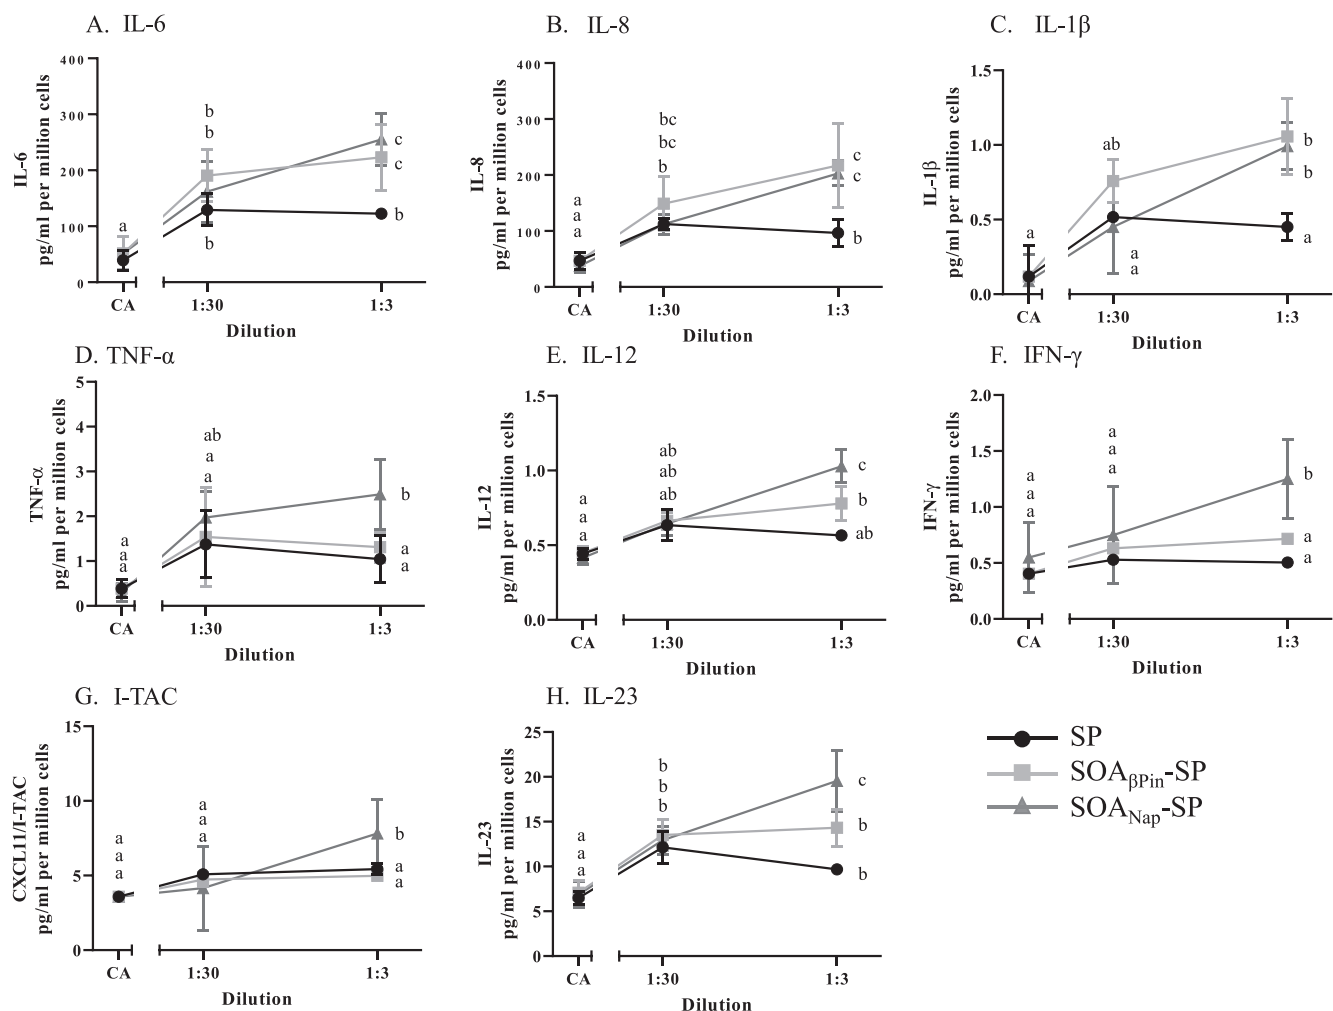 A. IL-6
IL-6
pg/ml per million cells
400
300
200
100
0
a
b
b
b
c
c
b
CA
1:30
1:3
Dilution
B. IL-8
IL-8
pg/ml per million cells
400
300
200
100
0
a
a
a
bc
bc
b
c
c
b
CA
1:30
1:3
Dilution
C. IL-1β
IL-1β
pg/ml per million cells
1.5
1.0
0.5
0.0
a
ab
a
a
b
b
a
CA
1:30
1:3
Dilution
D. TNF-α
TNF-α
pg/ml per million cells
5
4
3
2
1
0
a
a
a
ab
a
a
b
a
a
CA
1:30
1:3
Dilution
E. IL-12
IL-12
pg/ml per million cells
1.5
1.0
0.5
0.0
a
a
a
ab
ab
ab
c
b
ab
CA
1:30
1:3
Dilution
F. IFN-γ
IFN-γ
pg/ml per million cells
2.0
1.5
1.0
0.5
0.0
a
a
a
a
a
a
b
a
a
CA
1:30
1:3
Dilution
G. I-TAC
CXCL11/I-TAC
pg/ml per million cells
15
10
5
0
a
a
a
a
a
a
b
a
a
CA
1:30
1:3
Dilution
H. IL-23
IL-23
pg/ml per million cells
25
20
15
10
5
0
a
a
a
b
b
b
c
b
b
CA
1:30
1:3
Dilution
SP
SOAβPin-SP
SOANap-SP